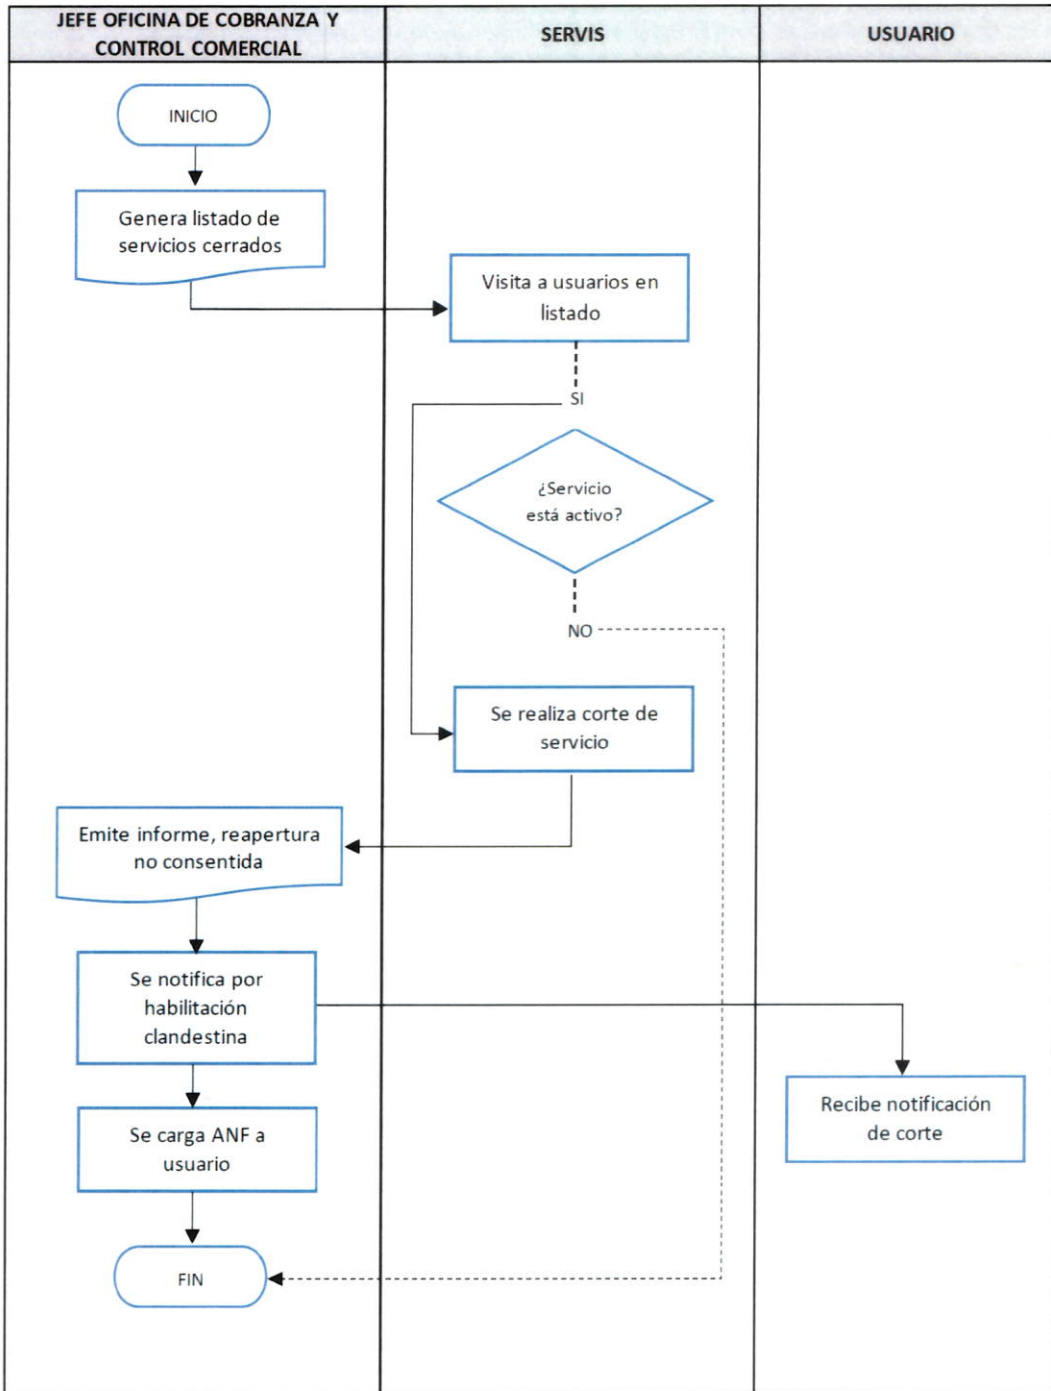 JEFE OFICINA DE COBRANZA Y
CONTROL COMERCIAL
SERVIS
USUARIO
INICIO
Genera listado de
servicios cerrados
Visita a usuarios en
listado
SI
¿Servicio
está activo?
NO
Se realiza corte de
servicio
Emite informe, reapertura
no consentida
Se notifica por
habilitación
clandestina
Recibe notificación
de corte
Se carga ANF a
usuario
FIN